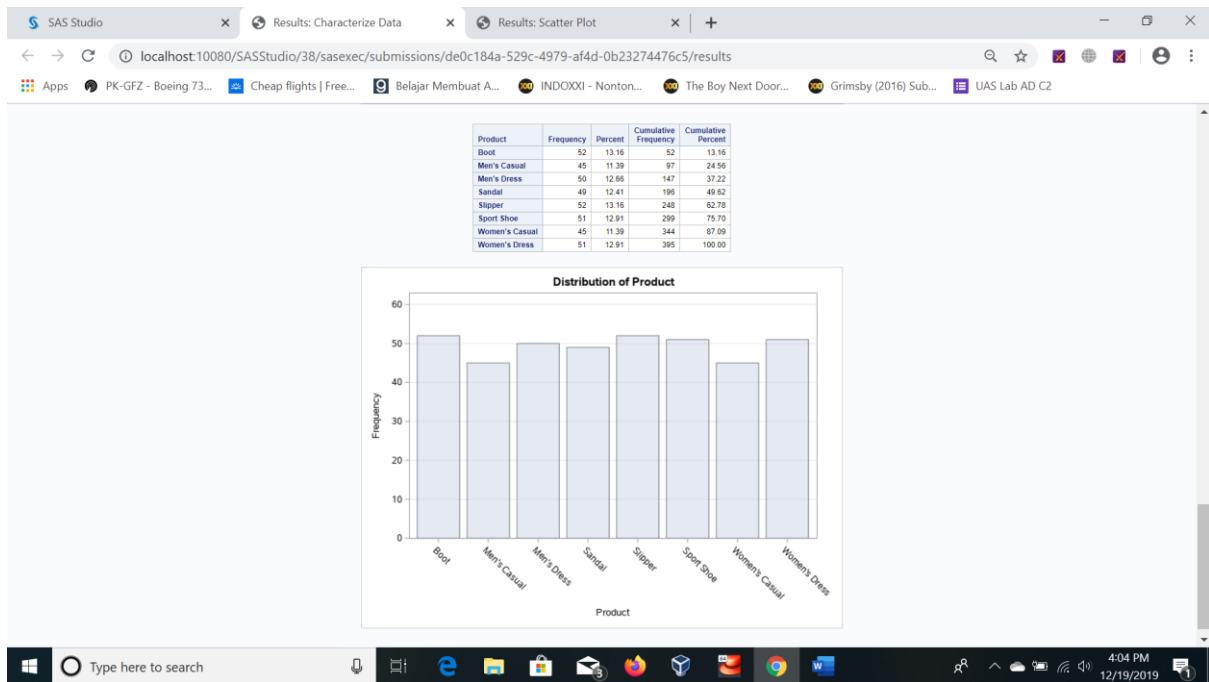 SAS Studio
Results: Characterize Data
Results: Scatter Plot
localhost:10080/SASStudio/38/sasexec/submissions/de0c184a-529c-4979-af4d-0b23274476c5/results
Apps PK-GFZ - Boeing 73... Cheap flights | Free... Belajar Membuat A... INDOXXI - Nonton... The Boy Next Door... Grimsby (2016) Sub... UAS Lab AD C2
Product Frequency Percent Cumulative Frequency Cumulative Percent
Boot 52 13.16 52 13.16
Men's Casual 45 11.39 97 24.56
Men's Dress 50 12.66 147 37.22
Sandal 49 12.41 196 49.62
Slipper 52 13.16 248 62.78
Sport Shoe 51 12.91 299 75.70
Women's Casual 45 11.39 344 87.09
Women's Dress 51 12.91 395 100.00
Distribution of Product
60
50
40
30
20
10
0
Frequency
Boot
Men's Casual
Men's Dress
Sandal
Slipper
Sport Shoe
Women's Casual
Women's Dress
Product
Type here to search
3
64
W
4:04 PM
12/19/2019
1